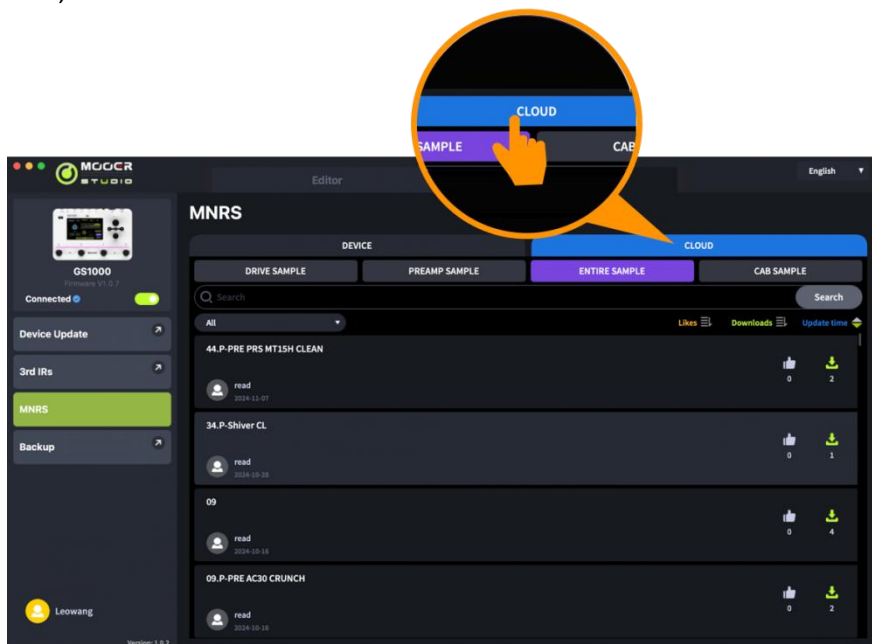 CLOUD
SAMPLE
CAB
MOOER
STUDIO
Editor
English
MNRS
DEVICE
CLOUD
GS1000
Firmware V1.0.7
Connected
DRIVE SAMPLE
PREAMP SAMPLE
ENTIRE SAMPLE
CAB SAMPLE
Search
Search
Device Update
3rd IRs
MNRS
Backup
All
Likes
Downloads
Update time
44.P-PRE PRS MT15H CLEAN
read
2024-11-07
0
2
34.P-Shiver CL
read
2024-10-28
0
1
09
read
2024-10-16
0
4
09.P-PRE AC30 CRUNCH
read
2024-10-16
0
2
Leowang